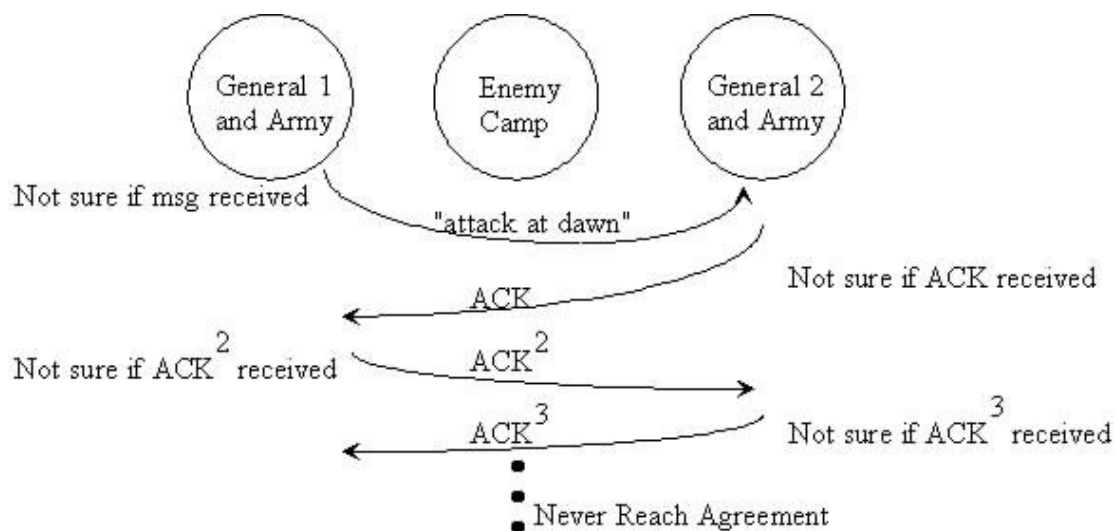 General 1
and Army
Enemy
Camp
General 2
and Army
Not sure if msg received
"attack at dawn"
Not sure if ACK received
ACK
Not sure if ACK² received
ACK²
ACK³
Not sure if ACK³ received
Never Reach Agreement